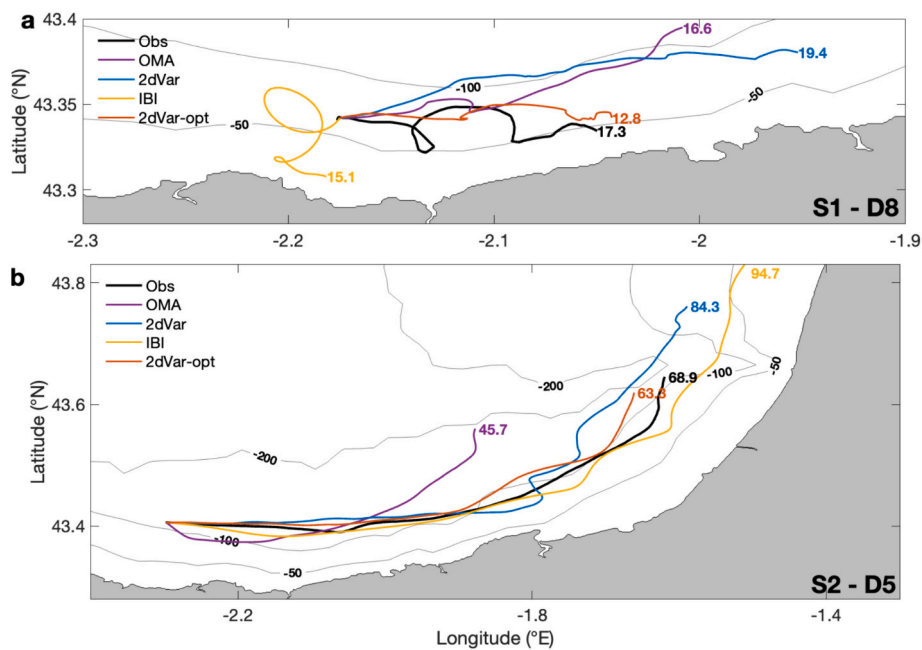 a
43.4
43.35
43.3
Latitude (°N)
Obs
OMA
2dVar
IBI
2dVar-opt
16.6
19.4
-100
-50
-50
12.8
17.3
15.1
S1 - D8
-2.3
-2.2
-2.1
-2
-1.9
b
43.8
43.6
43.4
Latitude (°N)
Obs
OMA
2dVar
IBI
2dVar-opt
94.7
84.3
-50
-100
-200
68.9
63.3
45.7
-200
-100
-50
S2 - D5
-2.2
-1.8
-1.4
Longitude (°E)